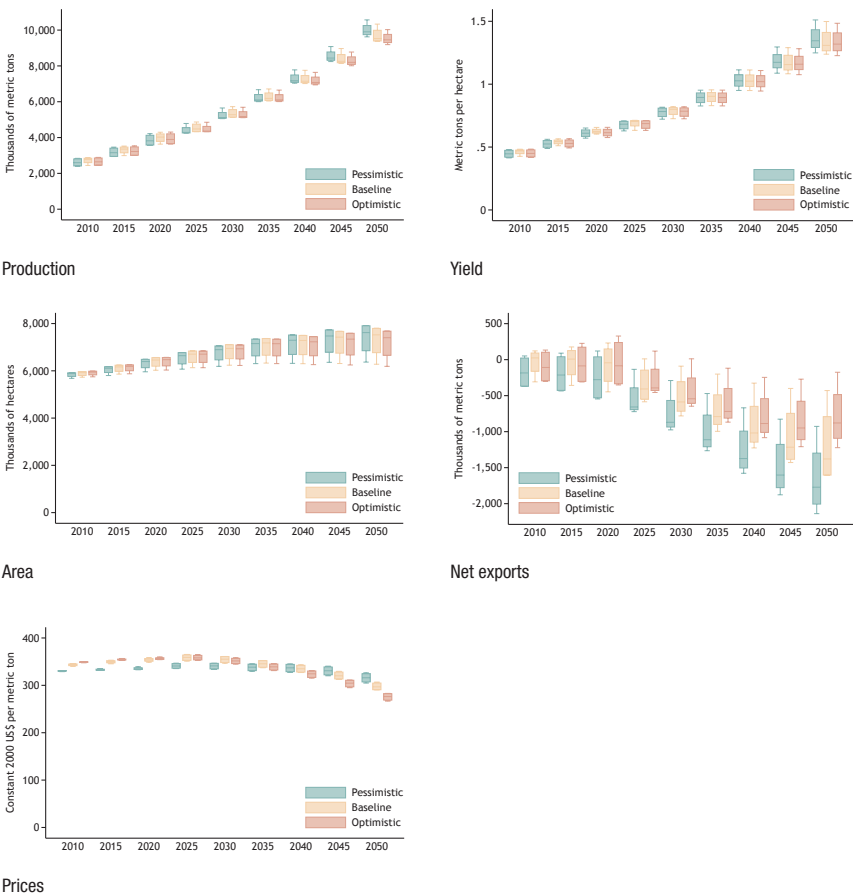 Thousands of metric tons
10,000
8,000
6,000
4,000
2,000
0
Pessimistic
Baseline
Optimistic
2010 2015 2020 2025 2030 2035 2040 2045 2050
Production
Metric tons per hectare
1.5
1
.5
0
Pessimistic
Baseline
Optimistic
2010 2015 2020 2025 2030 2035 2040 2045 2050
Yield
Thousands of hectares
8,000
6,000
4,000
2,000
0
Pessimistic
Baseline
Optimistic
2010 2015 2020 2025 2030 2035 2040 2045 2050
Area
Thousands of metric tons
500
0
-500
-1,000
-1,500
-2,000
Pessimistic
Baseline
Optimistic
2010 2015 2020 2025 2030 2035 2040 2045 2050
Net exports
Constant 2000 US$ per metric ton
400
300
200
100
0
Pessimistic
Baseline
Optimistic
2010 2015 2020 2025 2030 2035 2040 2045 2050
Prices